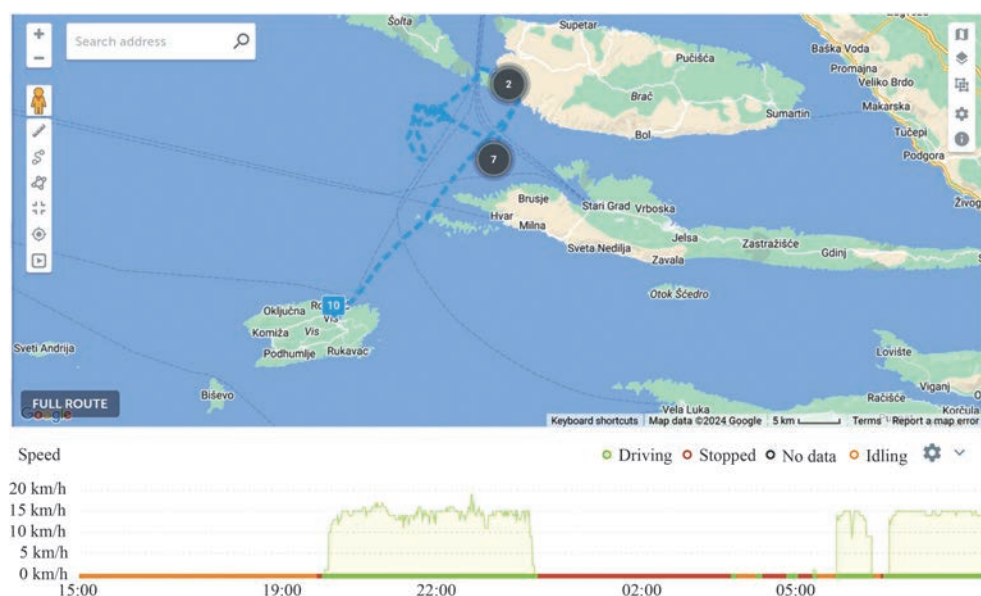 +
Search address
−
Šolta
Supetar
Pučišća
Brač
Sumartin
Bol
Baška Voda
Promajna
Veliko Brdo
Makarska
Tučepi
Podgora
2
7
Brusje
Stari Grad
Vrboska
Hvar
Milna
Jelsa
Sveta Nedilja
Zastražišće
Gdinj
Zavala
Otok Šćedro
10
Oključna
Vis
Komiža
Vis
Podhumlje
Rukavac
Sveti Andrija
Biševo
Lovište
Viganj
Račišće
Vela Luka
Korčula
FULL ROUTE
Google
Keyboard shortcuts
Map data ©2024 Google
5 km
Terms
Report a map error
Speed
Driving
Stopped
No data
Idling
20 km/h
15 km/h
10 km/h
5 km/h
0 km/h
15:00
19:00
22:00
02:00
05:00